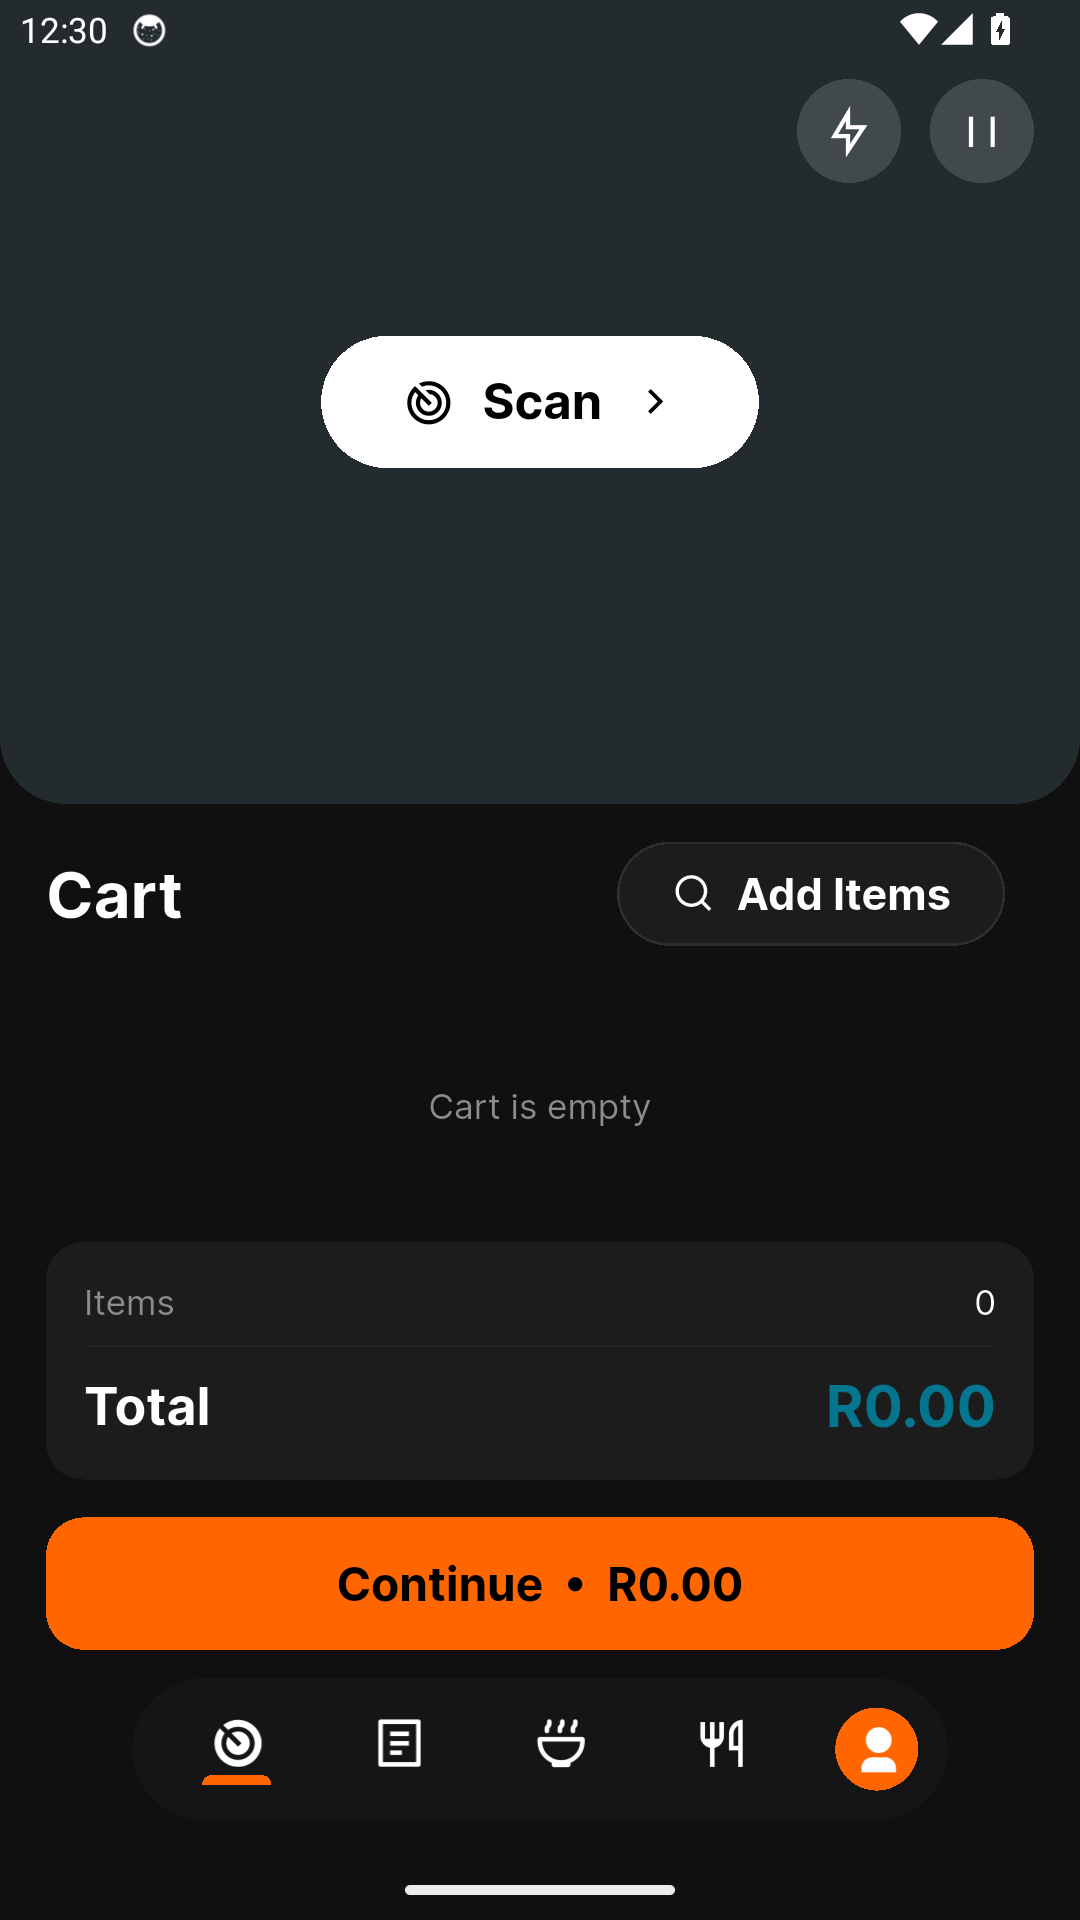 12:30
Scan
Cart
Add Items
Cart is empty
Items 0
Total R0.00
Continue • R0.00